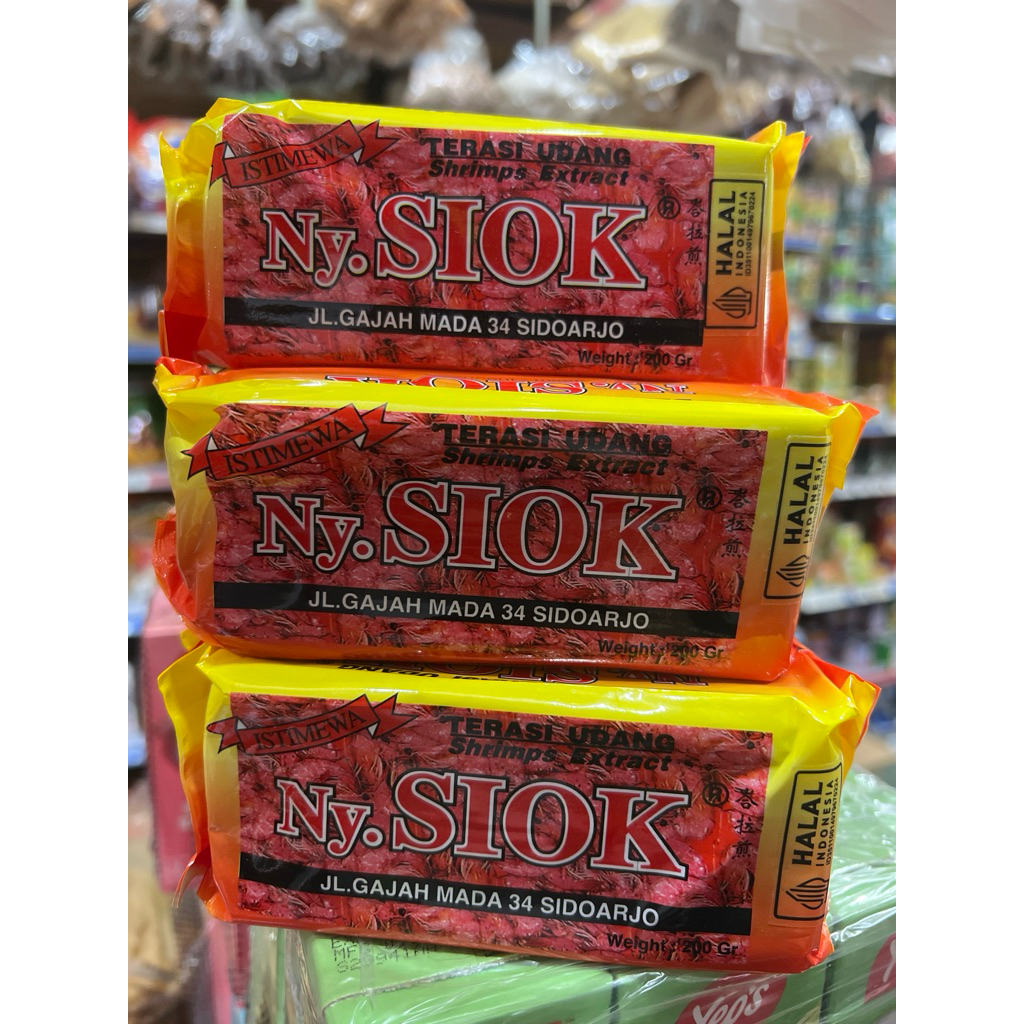 ISTIMEWA
TERASI UDANG
Shrimps Extract
Ny. SIOK ®
JL.GAJAH MADA 34 SIDOARJO
Weight : 200 Gr
HALAL
INDONESIA
ISTIMEWA
TERASI UDANG
Shrimps Extract
Ny. SIOK ®
JL.GAJAH MADA 34 SIDOARJO
Weight : 200 Gr
HALAL
INDONESIA
ISTIMEWA
TERASI UDANG
Shrimps Extract
Ny. SIOK ®
JL.GAJAH MADA 34 SIDOARJO
Weight : 200 Gr
HALAL
INDONESIA
Yeo's